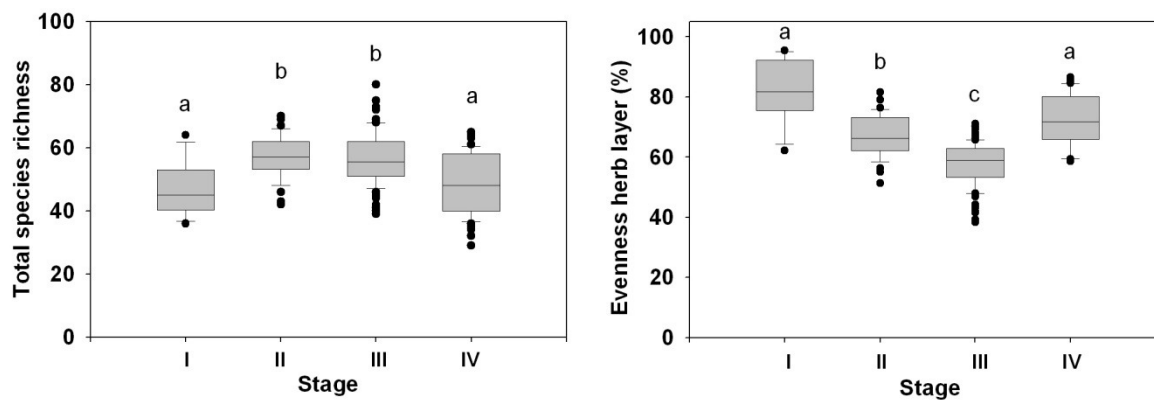 Total species richness
100
80
60
40
20
0
a
b
b
a
I
II
III
IV
Stage
Evenness herb layer (%)
100
80
60
40
20
0
a
b
c
a
I
II
III
IV
Stage